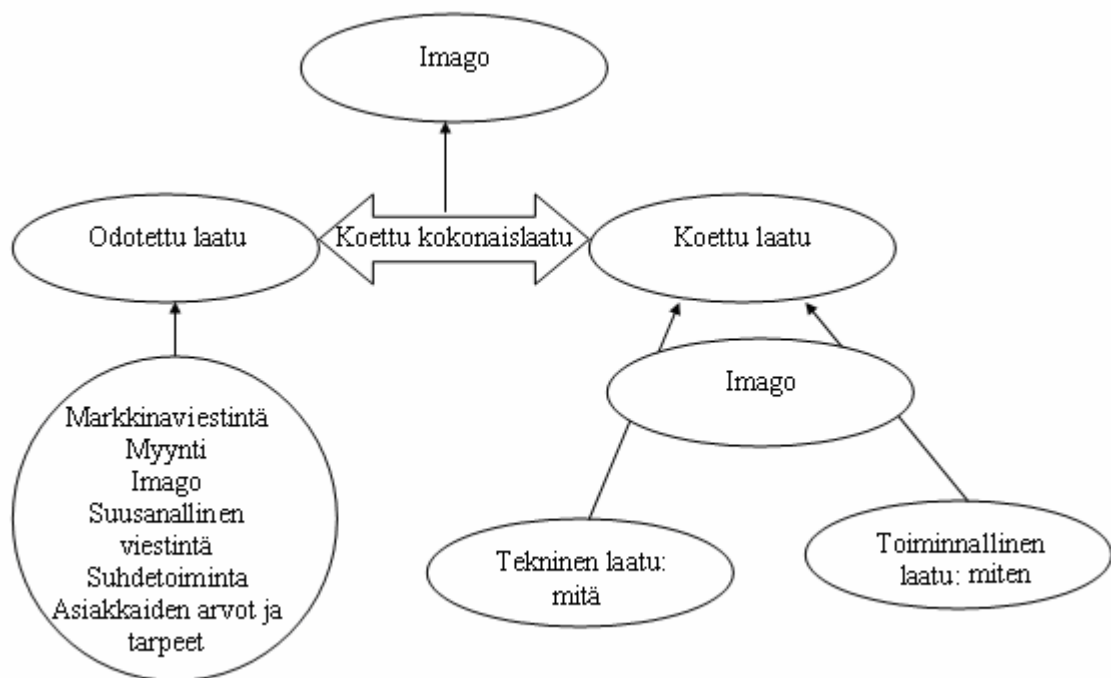 Imago
Odotettu laatu
Koettu kokonaislaatu
Koettu laatu
Markkinaviestintä
Myynti
Imago
Suusanallinen
viestintä
Suhdetoiminta
Asiakkaiden arvot ja
tarpeet
Imago
Tekninen laatu:
mitä
Toiminnallinen
laatu: miten